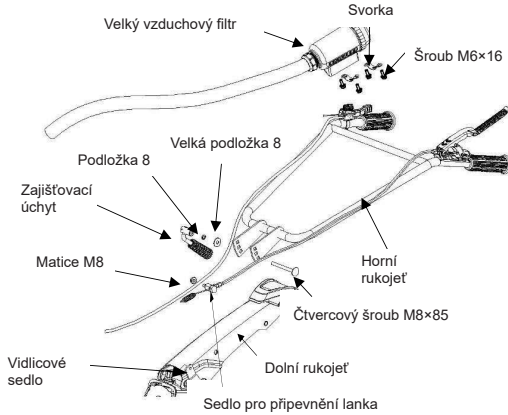 Svorka
Velký vzduchový filtr
Šroub M6×16
Velká podložka 8
Podložka 8
Zajišťovací
úchyt
Matice M8
Horní
rukojeť
Čtvercový šroub M8×85
Vidlicové
sedlo
Dolní rukojeť
Sedlo pro připevnění lanka